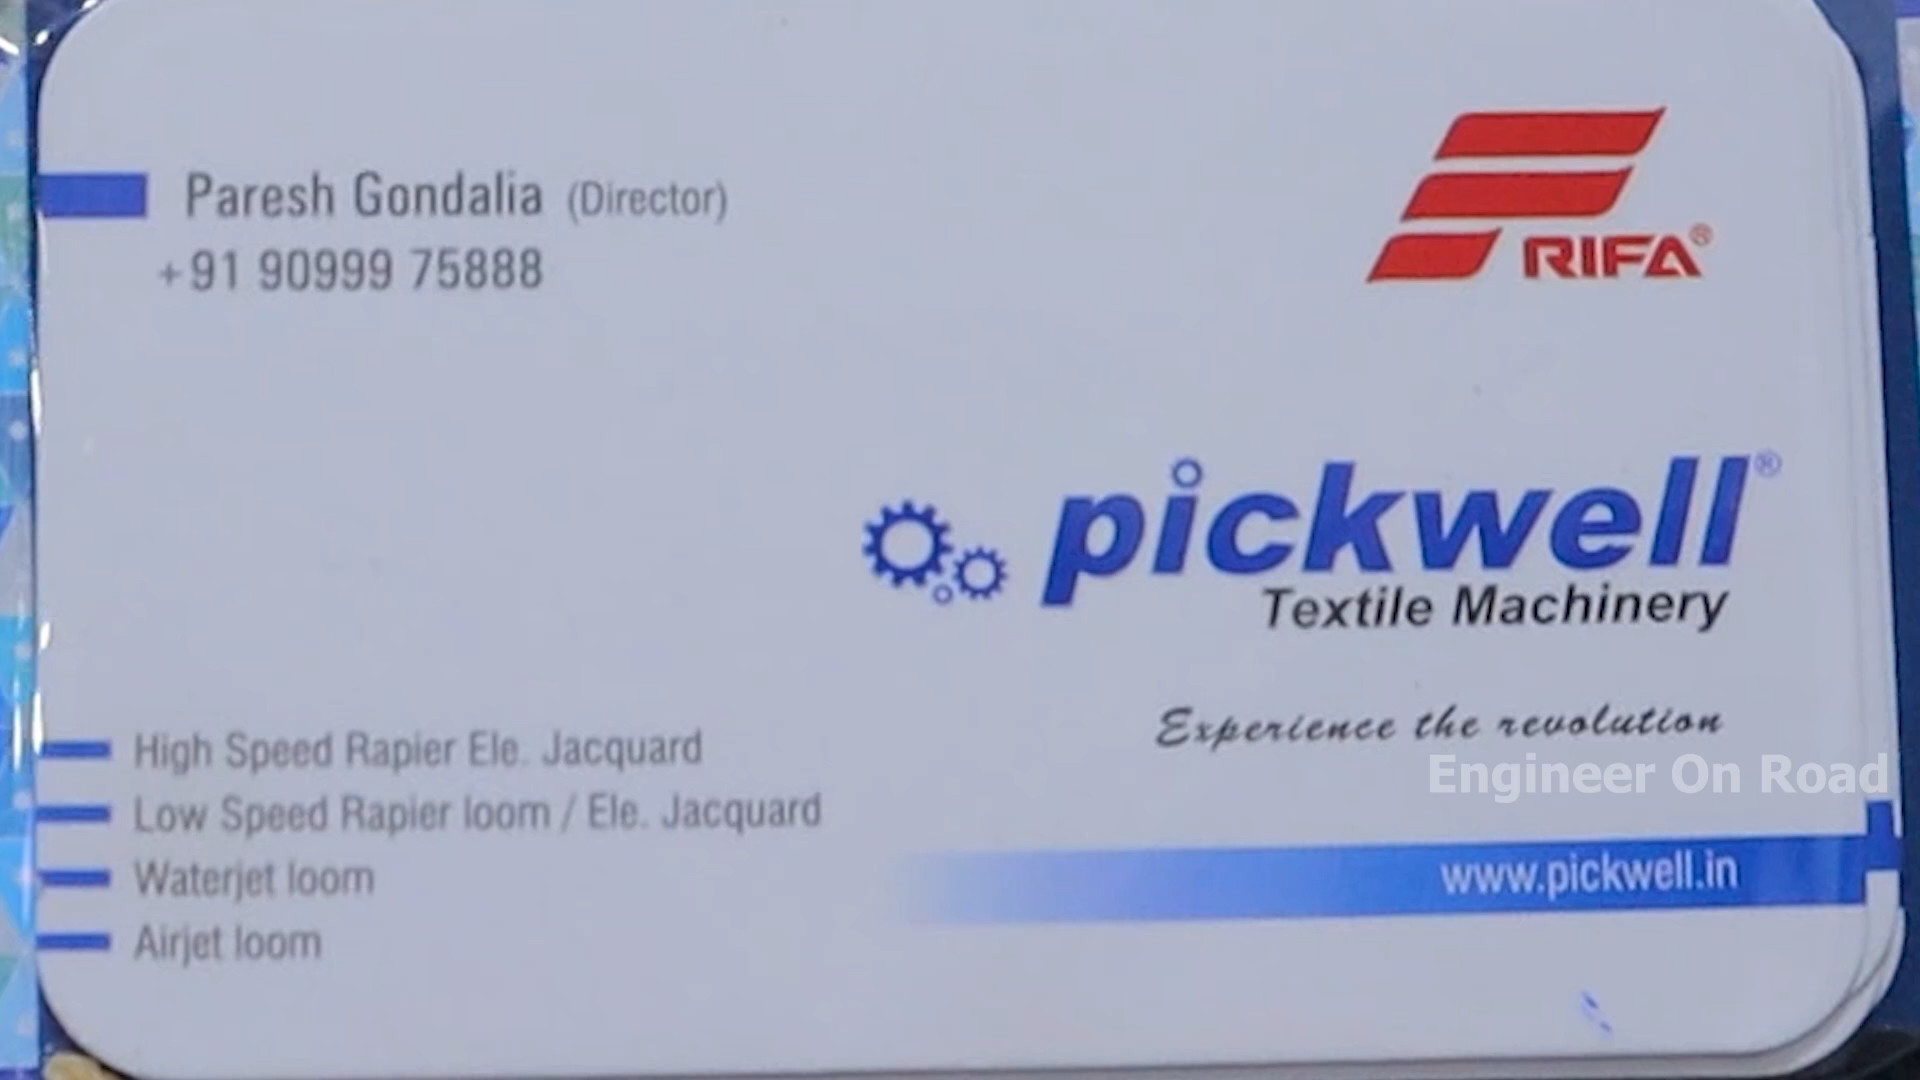 Paresh Gondalia (Director)
+91 90999 75888
RIFA®
pickwell®
Textile Machinery
Experience the revolution
Engineer On Road
High Speed Rapier Ele. Jacquard
Low Speed Rapier loom / Ele. Jacquard
Waterjet loom
Airjet loom
www.pickwell.in